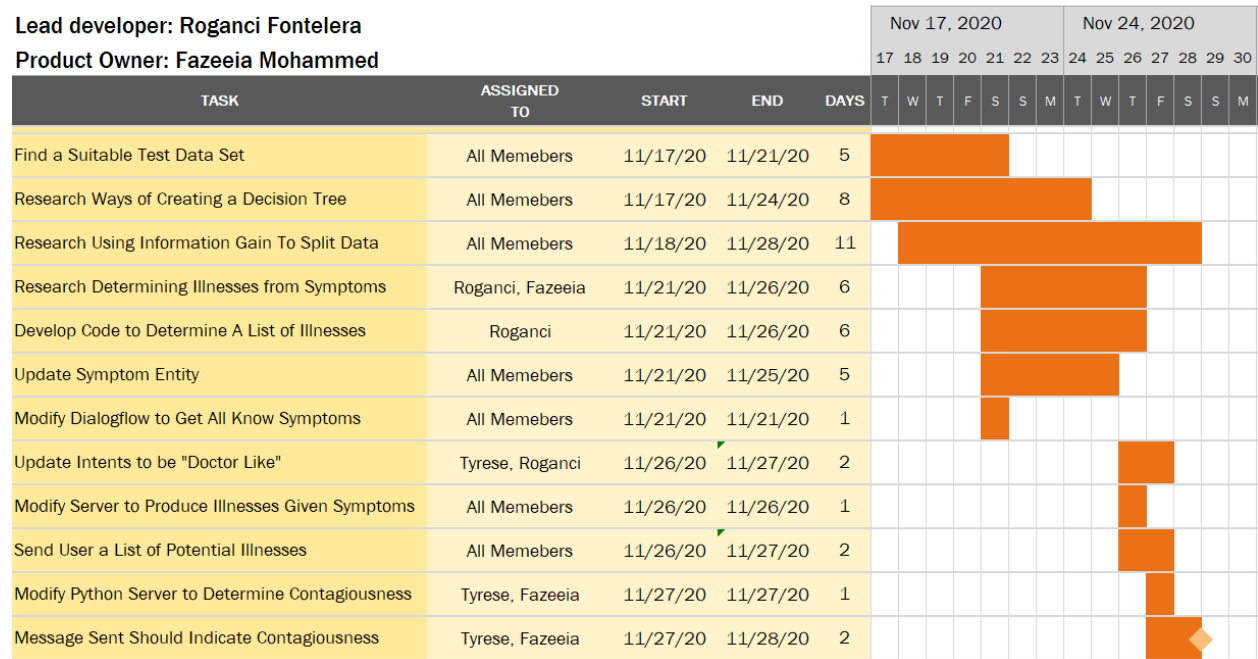 Lead developer: Roganci Fontelera
Product Owner: Fazeeia Mohammed
Nov 17, 2020 Nov 24, 2020
17 18 19 20 21 22 23 24 25 26 27 28 29 30
TASK ASSIGNED TO START END DAYS T W T F S S M T W T F S S M
Find a Suitable Test Data Set All Memebers 11/17/20 11/21/20 5
Research Ways of Creating a Decision Tree All Memebers 11/17/20 11/24/20 8
Research Using Information Gain To Split Data All Memebers 11/18/20 11/28/20 11
Research Determining Illnesses from Symptoms Roganci, Fazeeia 11/21/20 11/26/20 6
Develop Code to Determine A List of Illnesses Roganci 11/21/20 11/26/20 6
Update Symptom Entity All Memebers 11/21/20 11/25/20 5
Modify Dialogflow to Get All Know Symptoms All Memebers 11/21/20 11/21/20 1
Update Intents to be "Doctor Like" Tyrese, Roganci 11/26/20 11/27/20 2
Modify Server to Produce Illnesses Given Symptoms All Memebers 11/26/20 11/26/20 1
Send User a List of Potential Illnesses All Memebers 11/26/20 11/27/20 2
Modify Python Server to Determine Contagiousness Tyrese, Fazeeia 11/27/20 11/27/20 1
Message Sent Should Indicate Contagiousness Tyrese, Fazeeia 11/27/20 11/28/20 2